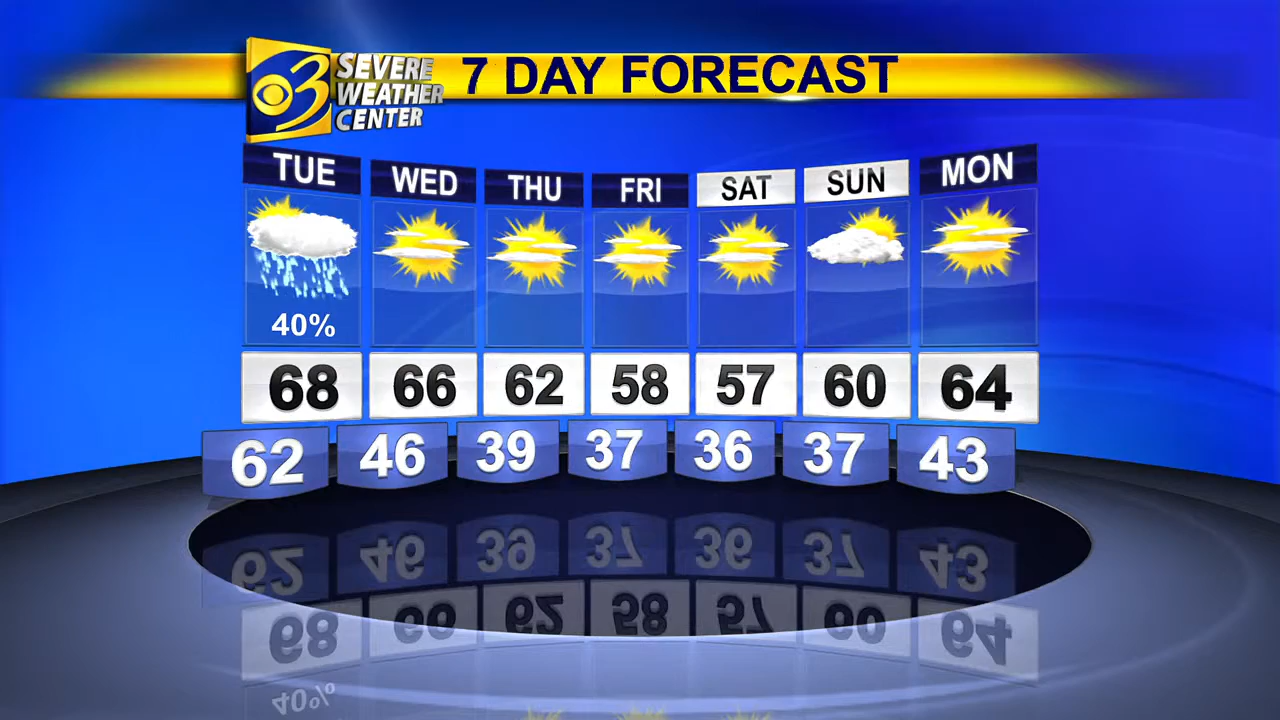 3 SEVERE
WEATHER
CENTER
7 DAY FORECAST
TUE WED THU FRI SAT SUN MON
40%
68 66 62 58 57 60 64
62 46 39 37 36 37 43